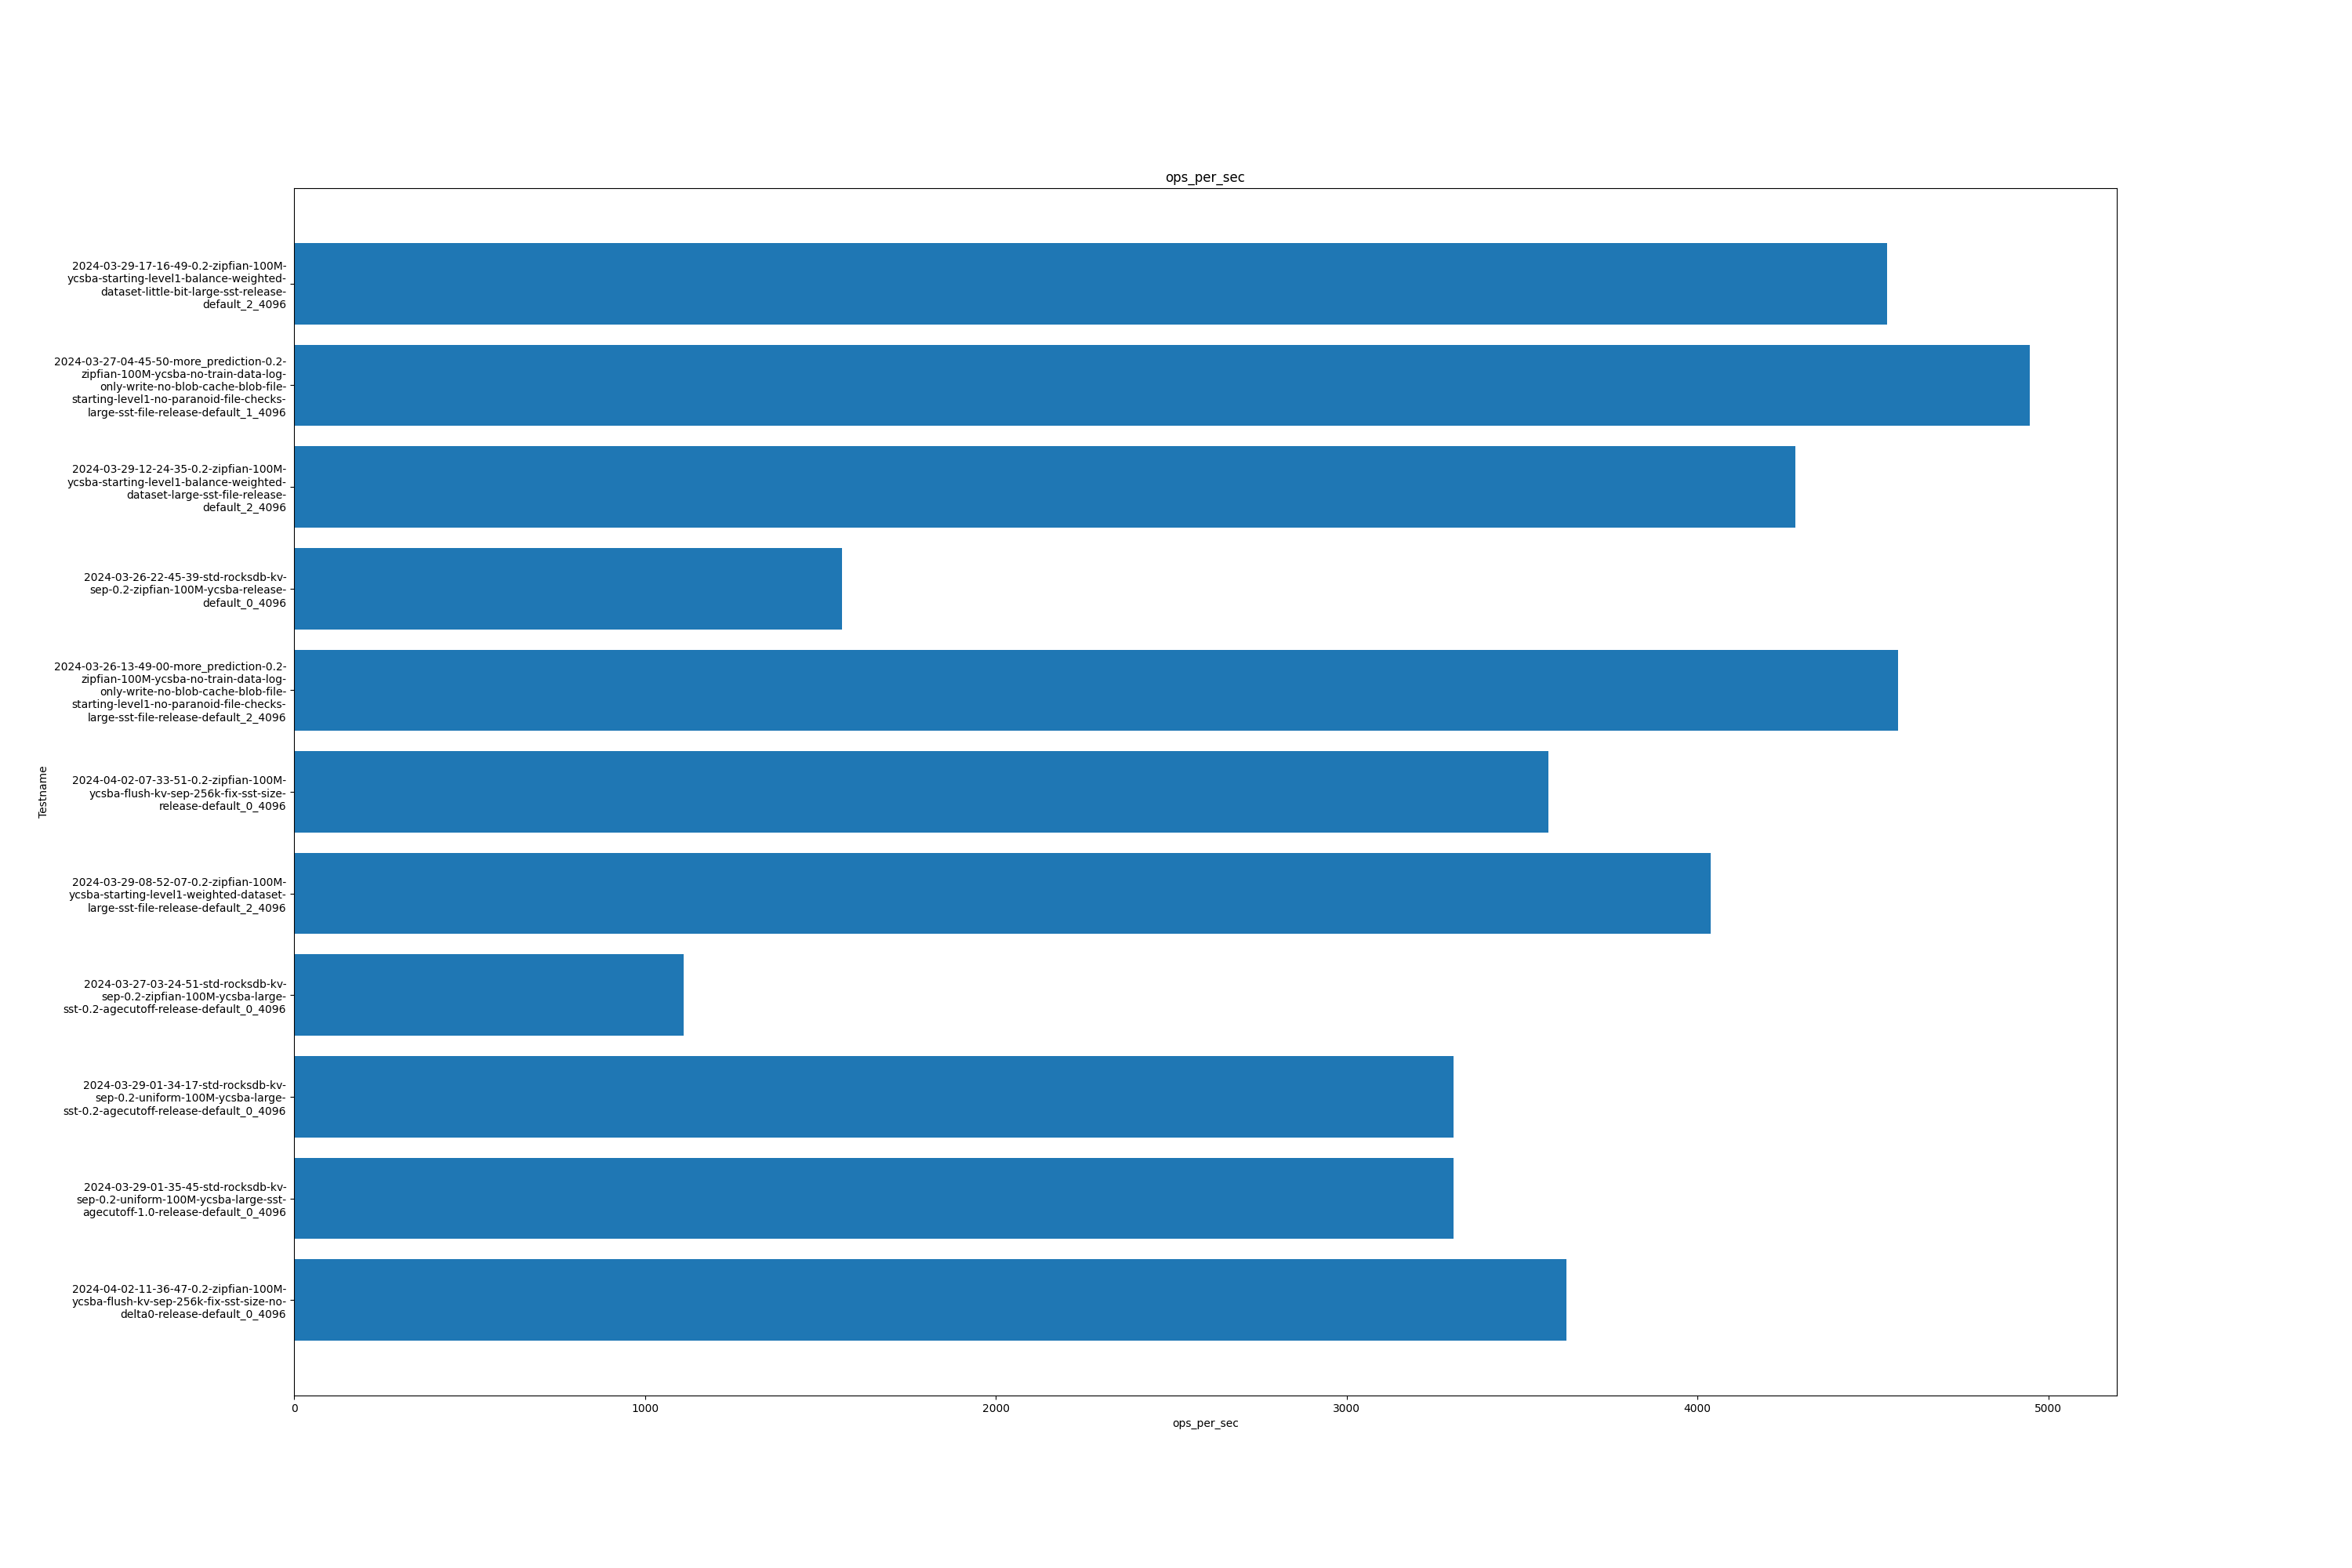 ops_per_sec
2024-03-29-17-16-49-0.2-zipfian-100M-
ycsba-starting-level1-balance-weighted-
dataset-little-bit-large-sst-release-
default_2_4096
2024-03-27-04-45-50-more_prediction-0.2-
zipfian-100M-ycsba-no-train-data-log-
only-write-no-blob-cache-blob-file-
starting-level1-no-paranoid-file-checks-
large-sst-file-release-default_1_4096
2024-03-29-12-24-35-0.2-zipfian-100M-
ycsba-starting-level1-balance-weighted-
dataset-large-sst-file-release-
default_2_4096
2024-03-26-22-45-39-std-rocksdb-kv-
sep-0.2-zipfian-100M-ycsba-release-
default_0_4096
2024-03-26-13-49-00-more_prediction-0.2-
zipfian-100M-ycsba-no-train-data-log-
only-write-no-blob-cache-blob-file-
starting-level1-no-paranoid-file-checks-
large-sst-file-release-default_2_4096
2024-04-02-07-33-51-0.2-zipfian-100M-
ycsba-flush-kv-sep-256k-fix-sst-size-
release-default_0_4096
Testname
2024-03-29-08-52-07-0.2-zipfian-100M-
ycsba-starting-level1-weighted-dataset-
large-sst-file-release-default_2_4096
2024-03-27-03-24-51-std-rocksdb-kv-
sep-0.2-zipfian-100M-ycsba-large-
sst-0.2-agecutoff-release-default_0_4096
2024-03-29-01-34-17-std-rocksdb-kv-
sep-0.2-uniform-100M-ycsba-large-
sst-0.2-agecutoff-release-default_0_4096
2024-03-29-01-35-45-std-rocksdb-kv-
sep-0.2-uniform-100M-ycsba-large-sst-
agecutoff-1.0-release-default_0_4096
2024-04-02-11-36-47-0.2-zipfian-100M-
ycsba-flush-kv-sep-256k-fix-sst-size-no-
delta0-release-default_0_4096
0 1000 2000 3000 4000 5000
ops_per_sec